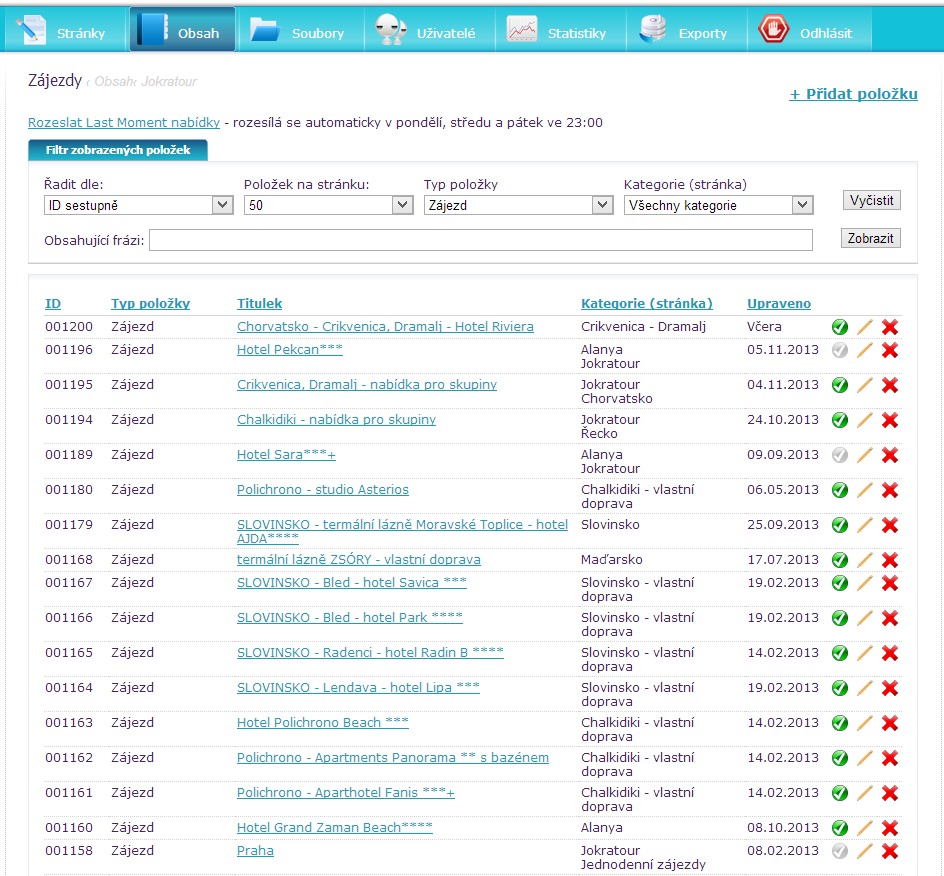 Stránky Obsah Soubory Uživatelé Statistiky Exporty Odhlásit
Zájezdy ‹ Obsah‹ Jokratour
+ Přidat položku
Rozeslat Last Moment nabídky - rozesílá se automaticky v pondělí, středu a pátek ve 23:00
Filtr zobrazených položek
Řadit dle: Položek na stránku: Typ položky Kategorie (stránka)
ID sestupně 50 Zájezd Všechny kategorie Vyčistit
Obsahující frázi: Zobrazit
ID Typ položky Titulek Kategorie (stránka) Upraveno
001200 Zájezd Chorvatsko - Crikvenica, Dramalj - Hotel Riviera Crikvenica - Dramalj Včera
001196 Zájezd Hotel Pekcan*** Alanya 05.11.2013
Jokratour
001195 Zájezd Crikvenica, Dramalj - nabídka pro skupiny Jokratour 04.11.2013
Chorvatsko
001194 Zájezd Chalkidiki - nabídka pro skupiny Jokratour 24.10.2013
Řecko
001189 Zájezd Hotel Sara***+ Alanya 09.09.2013
Jokratour
001180 Zájezd Polichrono - studio Asterios Chalkidiki - vlastní 06.05.2013
doprava
001179 Zájezd SLOVINSKO - termální lázně Moravské Toplice - hotel Slovinsko 25.09.2013
AJDA****
001168 Zájezd termální lázně ZSÓRY - vlastní doprava Maďarsko 17.07.2013
001167 Zájezd SLOVINSKO - Bled - hotel Savica *** Slovinsko - vlastní 19.02.2013
doprava
001166 Zájezd SLOVINSKO - Bled - hotel Park **** Slovinsko - vlastní 19.02.2013
doprava
001165 Zájezd SLOVINSKO - Radenci - hotel Radin B **** Slovinsko - vlastní 14.02.2013
doprava
001164 Zájezd SLOVINSKO - Lendava - hotel Lipa *** Slovinsko - vlastní 19.02.2013
doprava
001163 Zájezd Hotel Polichrono Beach *** Chalkidiki - vlastní 14.02.2013
doprava
001162 Zájezd Polichrono - Apartments Panorama ** s bazénem Chalkidiki - vlastní 14.02.2013
doprava
001161 Zájezd Polichrono - Aparthotel Fanis ***+ Chalkidiki - vlastní 14.02.2013
doprava
001160 Zájezd Hotel Grand Zaman Beach**** Alanya 08.10.2013
001158 Zájezd Praha Jokratour 08.02.2013
Jednodenní zájezdy